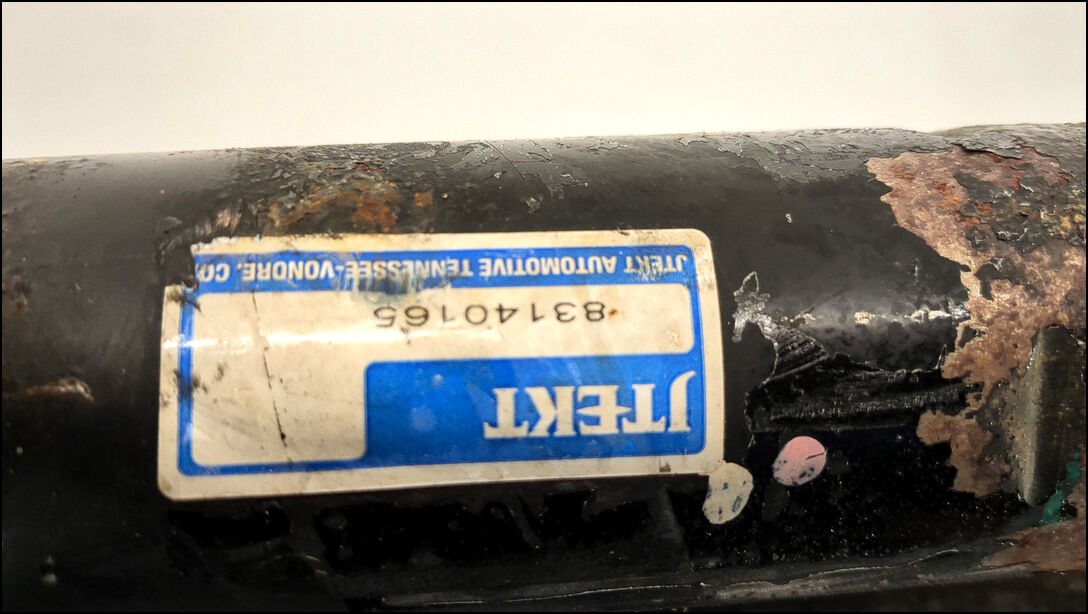 JTEKT
83140165
JTEKT AUTOMOTIVE TENNESSEE-VONORE, CO.